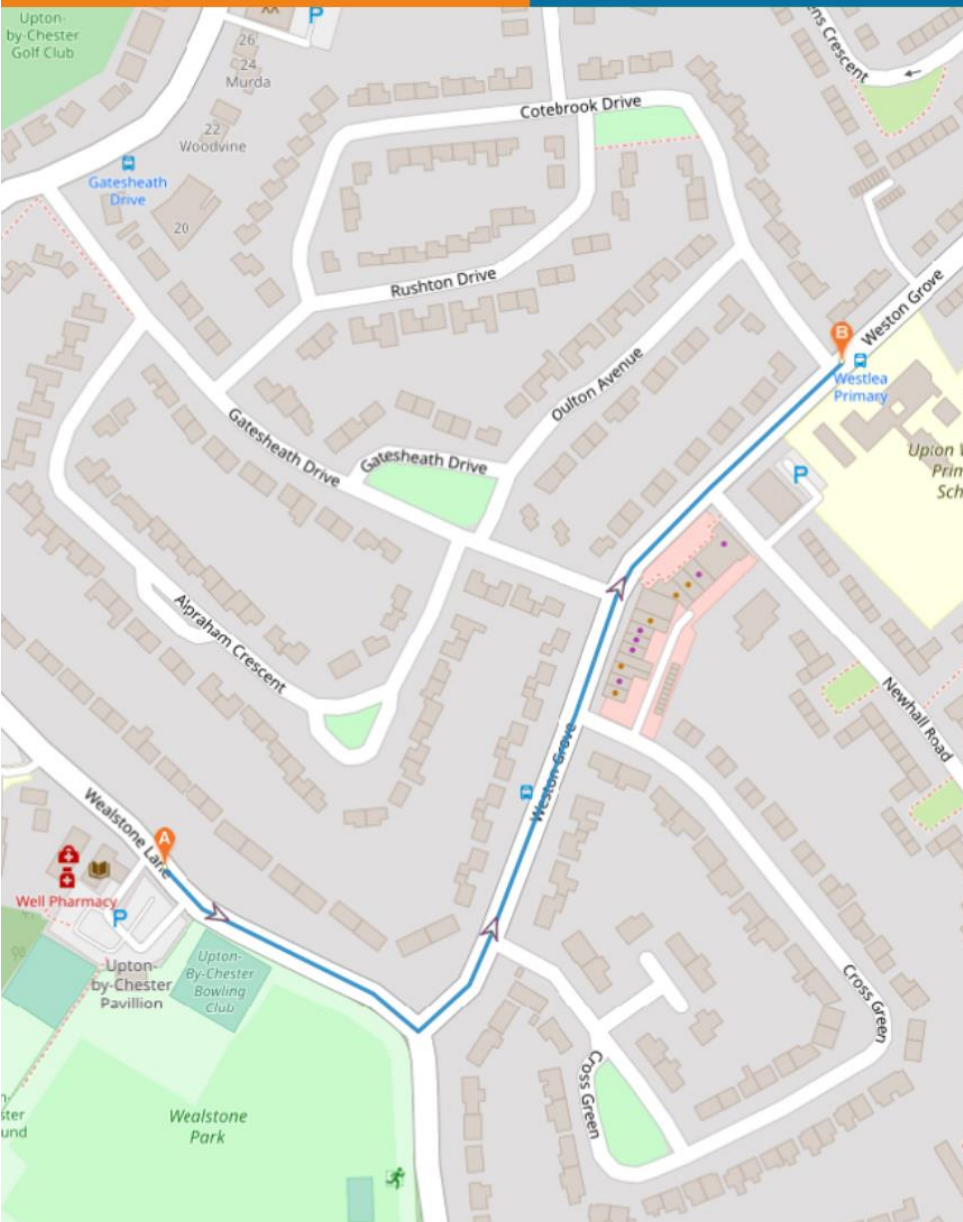 Upton-
by-Chester
Golf Club
P
26
24
Murda
22
Woodvine
Gatesheath
Drive
20
Cotebrook Drive
ens Crescent
Rushton Drive
Weston Grove
B
Westlea
Primary
Oulton Avenue
Gatesheath Drive
Gatesheath Drive
P
Upton
Prim
Sch
Alpraham Crescent
Newhall Road
Weston Grove
Wealstone Lane
A
Well Pharmacy
P
98
Upton-
by-Chester
Pavillion
Upton-
By-Chester
Bowling
Club
Cross Green
Cross Green
Wealstone
Park
n-
ster
und